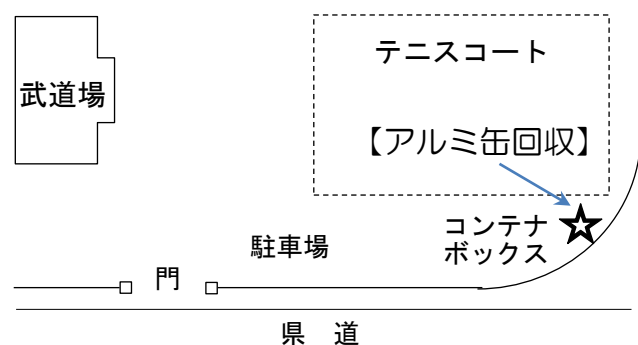 テニスコート
武道場
【アルミ缶回収】
コンテナ
ボックス
駐車場
門
県 道